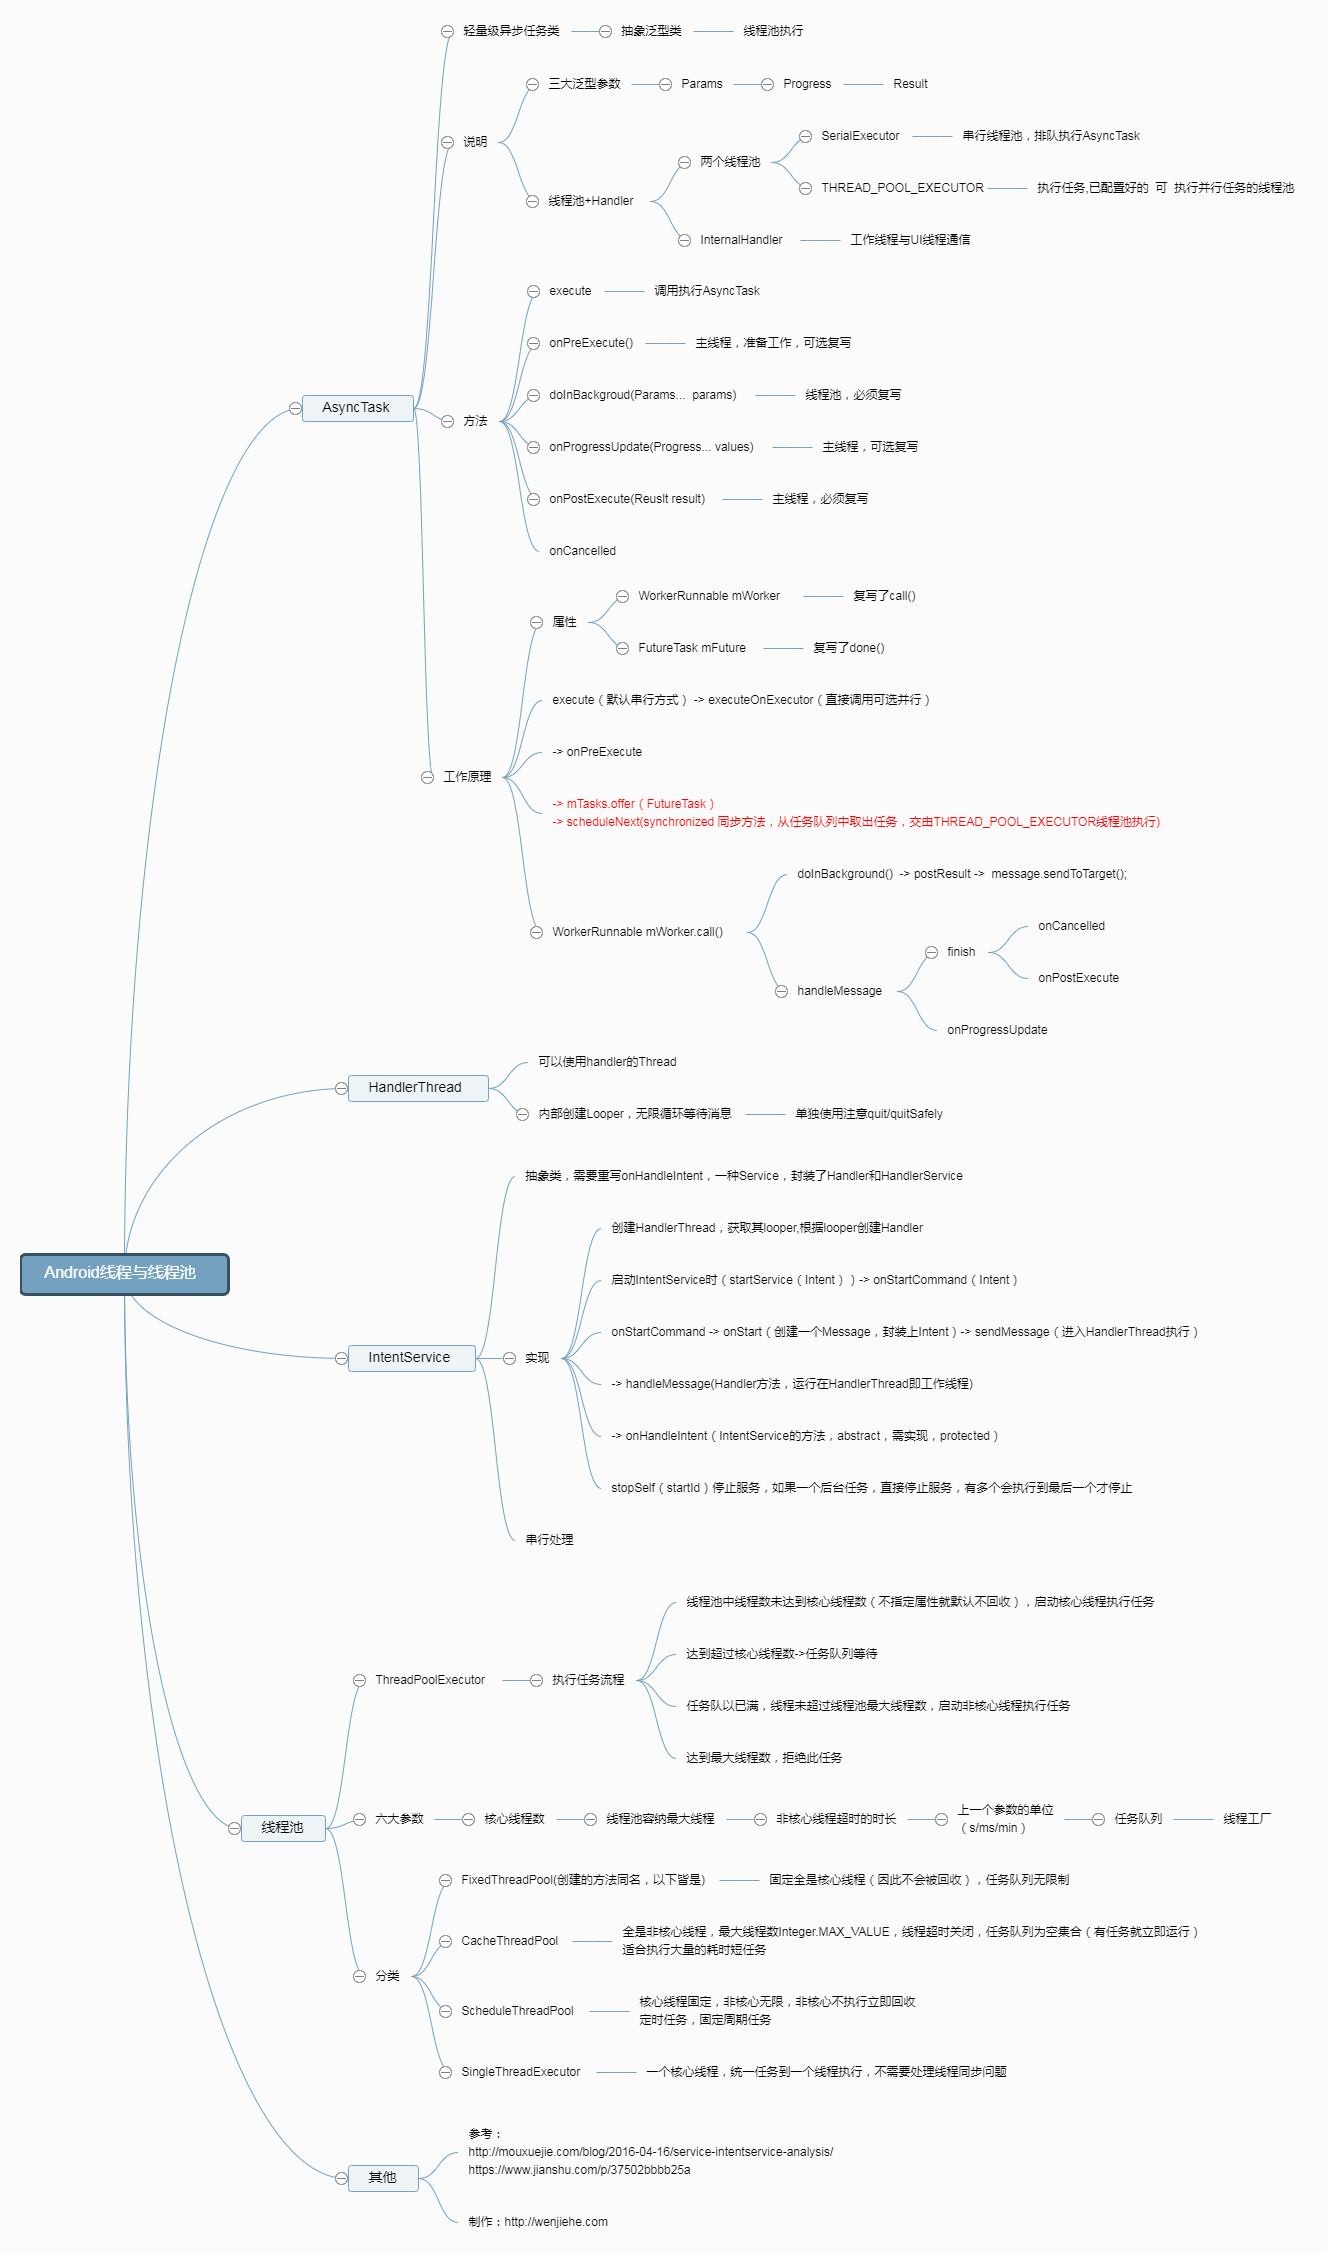 轻量级异步任务类
抽象泛型类
线程池执行
三大泛型参数
Params
Progress
Result
说明
SerialExecutor
串行线程池，排队执行AsyncTask
两个线程池
THREAD_POOL_EXECUTOR
执行任务,已配置好的 可 执行并行任务的线程池
线程池+Handler
InternalHandler
工作线程与UI线程通信
execute
调用执行AsyncTask
onPreExecute()
主线程，准备工作，可选复写
AsyncTask
doInBackgroud(Params... params)
线程池，必须复写
方法
onProgressUpdate(Progress... values)
主线程，可选复写
onPostExecute(Reuslt result)
主线程，必须复写
onCancelled
WorkerRunnable mWorker
复写了call()
属性
FutureTask mFuture
复写了done()
execute（默认串行方式） -> executeOnExecutor（直接调用可选并行）
-> onPreExecute
工作原理
-> mTasks.offer（FutureTask）
-> scheduleNext(synchronized 同步方法，从任务队列中取出任务，交由THREAD_POOL_EXECUTOR线程池执行)
doInBackground() -> postResult -> message.sendToTarget();
WorkerRunnable mWorker.call()
onCancelled
finish
onPostExecute
handleMessage
onProgressUpdate
可以使用handler的Thread
HandlerThread
内部创建Looper，无限循环等待消息
单独使用注意quit/quitSafely
抽象类，需要重写onHandleIntent，一种Service，封装了Handler和HandlerService
创建HandlerThread，获取其looper,根据looper创建Handler
Android线程与线程池
启动IntentService时（startService（Intent））-> onStartCommand（Intent）
onStartCommand -> onStart（创建一个Message，封装上Intent）-> sendMessage（进入HandlerThread执行）
IntentService
实现
-> handleMessage(Handler方法，运行在HandlerThread即工作线程)
-> onHandleIntent（IntentService的方法，abstract，需实现，protected）
stopSelf（startId）停止服务，如果一个后台任务，直接停止服务，有多个会执行到最后一个才停止
串行处理
线程池中线程数未达到核心线程数（不指定属性就默认不回收），启动核心线程执行任务
达到超过核心线程数->任务队列等待
ThreadPoolExecutor
执行任务流程
任务队以已满，线程未超过线程池最大线程数，启动非核心线程执行任务
达到最大线程数，拒绝此任务
线程池
六大参数
核心线程数
线程池容纳最大线程
非核心线程超时的时长
上一个参数的单位
（s/ms/min）
任务队列
线程工厂
FixedThreadPool(创建的方法同名，以下皆是)
固定全是核心线程（因此不会被回收），任务队列无限制
CacheThreadPool
全是非核心线程，最大线程数Integer.MAX_VALUE，线程超时关闭，任务队列为空集合（有任务就立即运行）
适合执行大量的耗时短任务
分类
ScheduleThreadPool
核心线程固定，非核心无限，非核心不执行立即回收
定时任务，固定周期任务
SingleThreadExecutor
一个核心线程，统一任务到一个线程执行，不需要处理线程同步问题
参考：
http://mouxuejie.com/blog/2016-04-16/service-intentservice-analysis/
https://www.jianshu.com/p/37502bbbb25a
其他
制作：http://wenjiehe.com